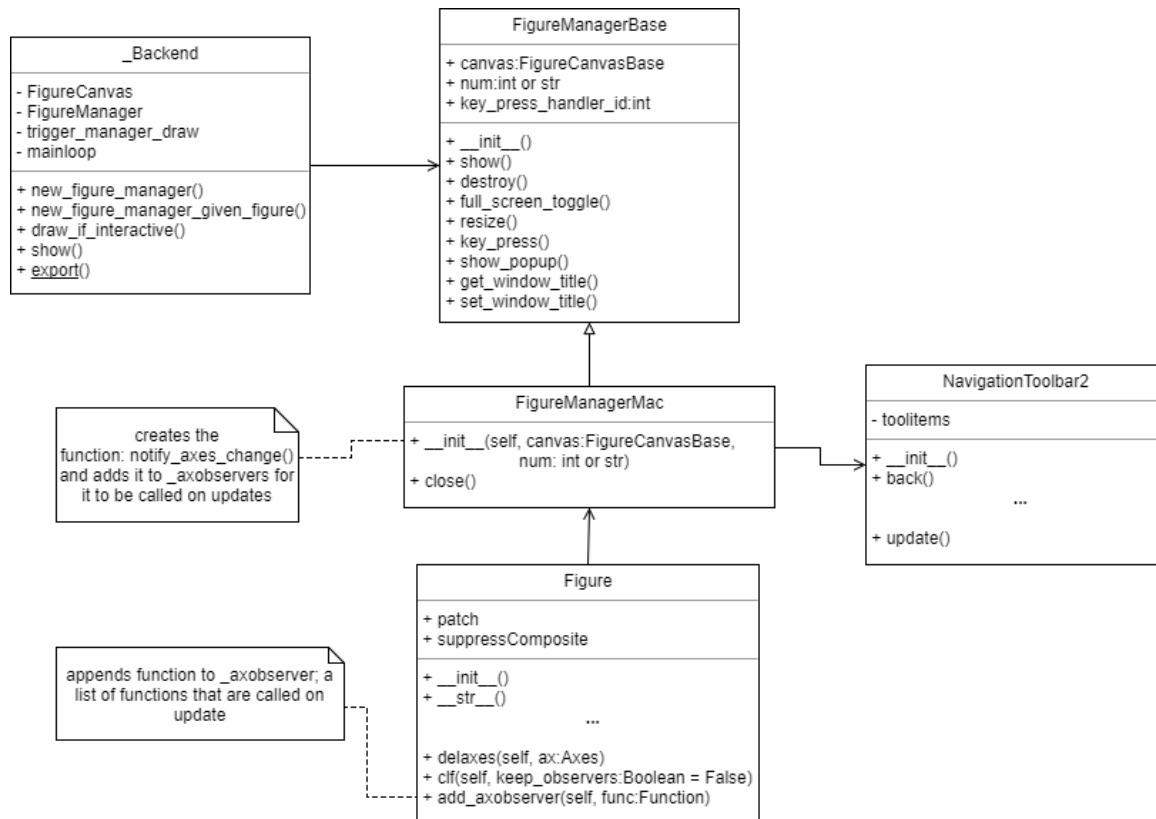 _Backend
- FigureCanvas
- FigureManager
- trigger_manager_draw
- mainloop
+ new_figure_manager()
+ new_figure_manager_given_figure()
+ draw_if_interactive()
+ show()
+ export()
FigureManagerBase
+ canvas:FigureCanvasBase
+ num:int or str
+ key_press_handler_id:int
+ __init__()
+ show()
+ destroy()
+ full_screen_toggle()
+ resize()
+ key_press()
+ show_popup()
+ get_window_title()
+ set_window_title()
creates the
function: notify_axes_change()
and adds it to _axobservers for
it to be called on updates
FigureManagerMac
+ __init__(self, canvas:FigureCanvasBase,
num: int or str)
+ close()
NavigationToolbar2
- toolitems
+ __init__()
+ back()
...
+ update()
appends function to _axobserver; a
list of functions that are called on
update
Figure
+ patch
+ suppressComposite
+ __init__()
+ __str__()
...
+ delaxes(self, ax:Axes)
+ clf(self, keep_observers:Boolean = False)
+ add_axobserver(self, func:Function)